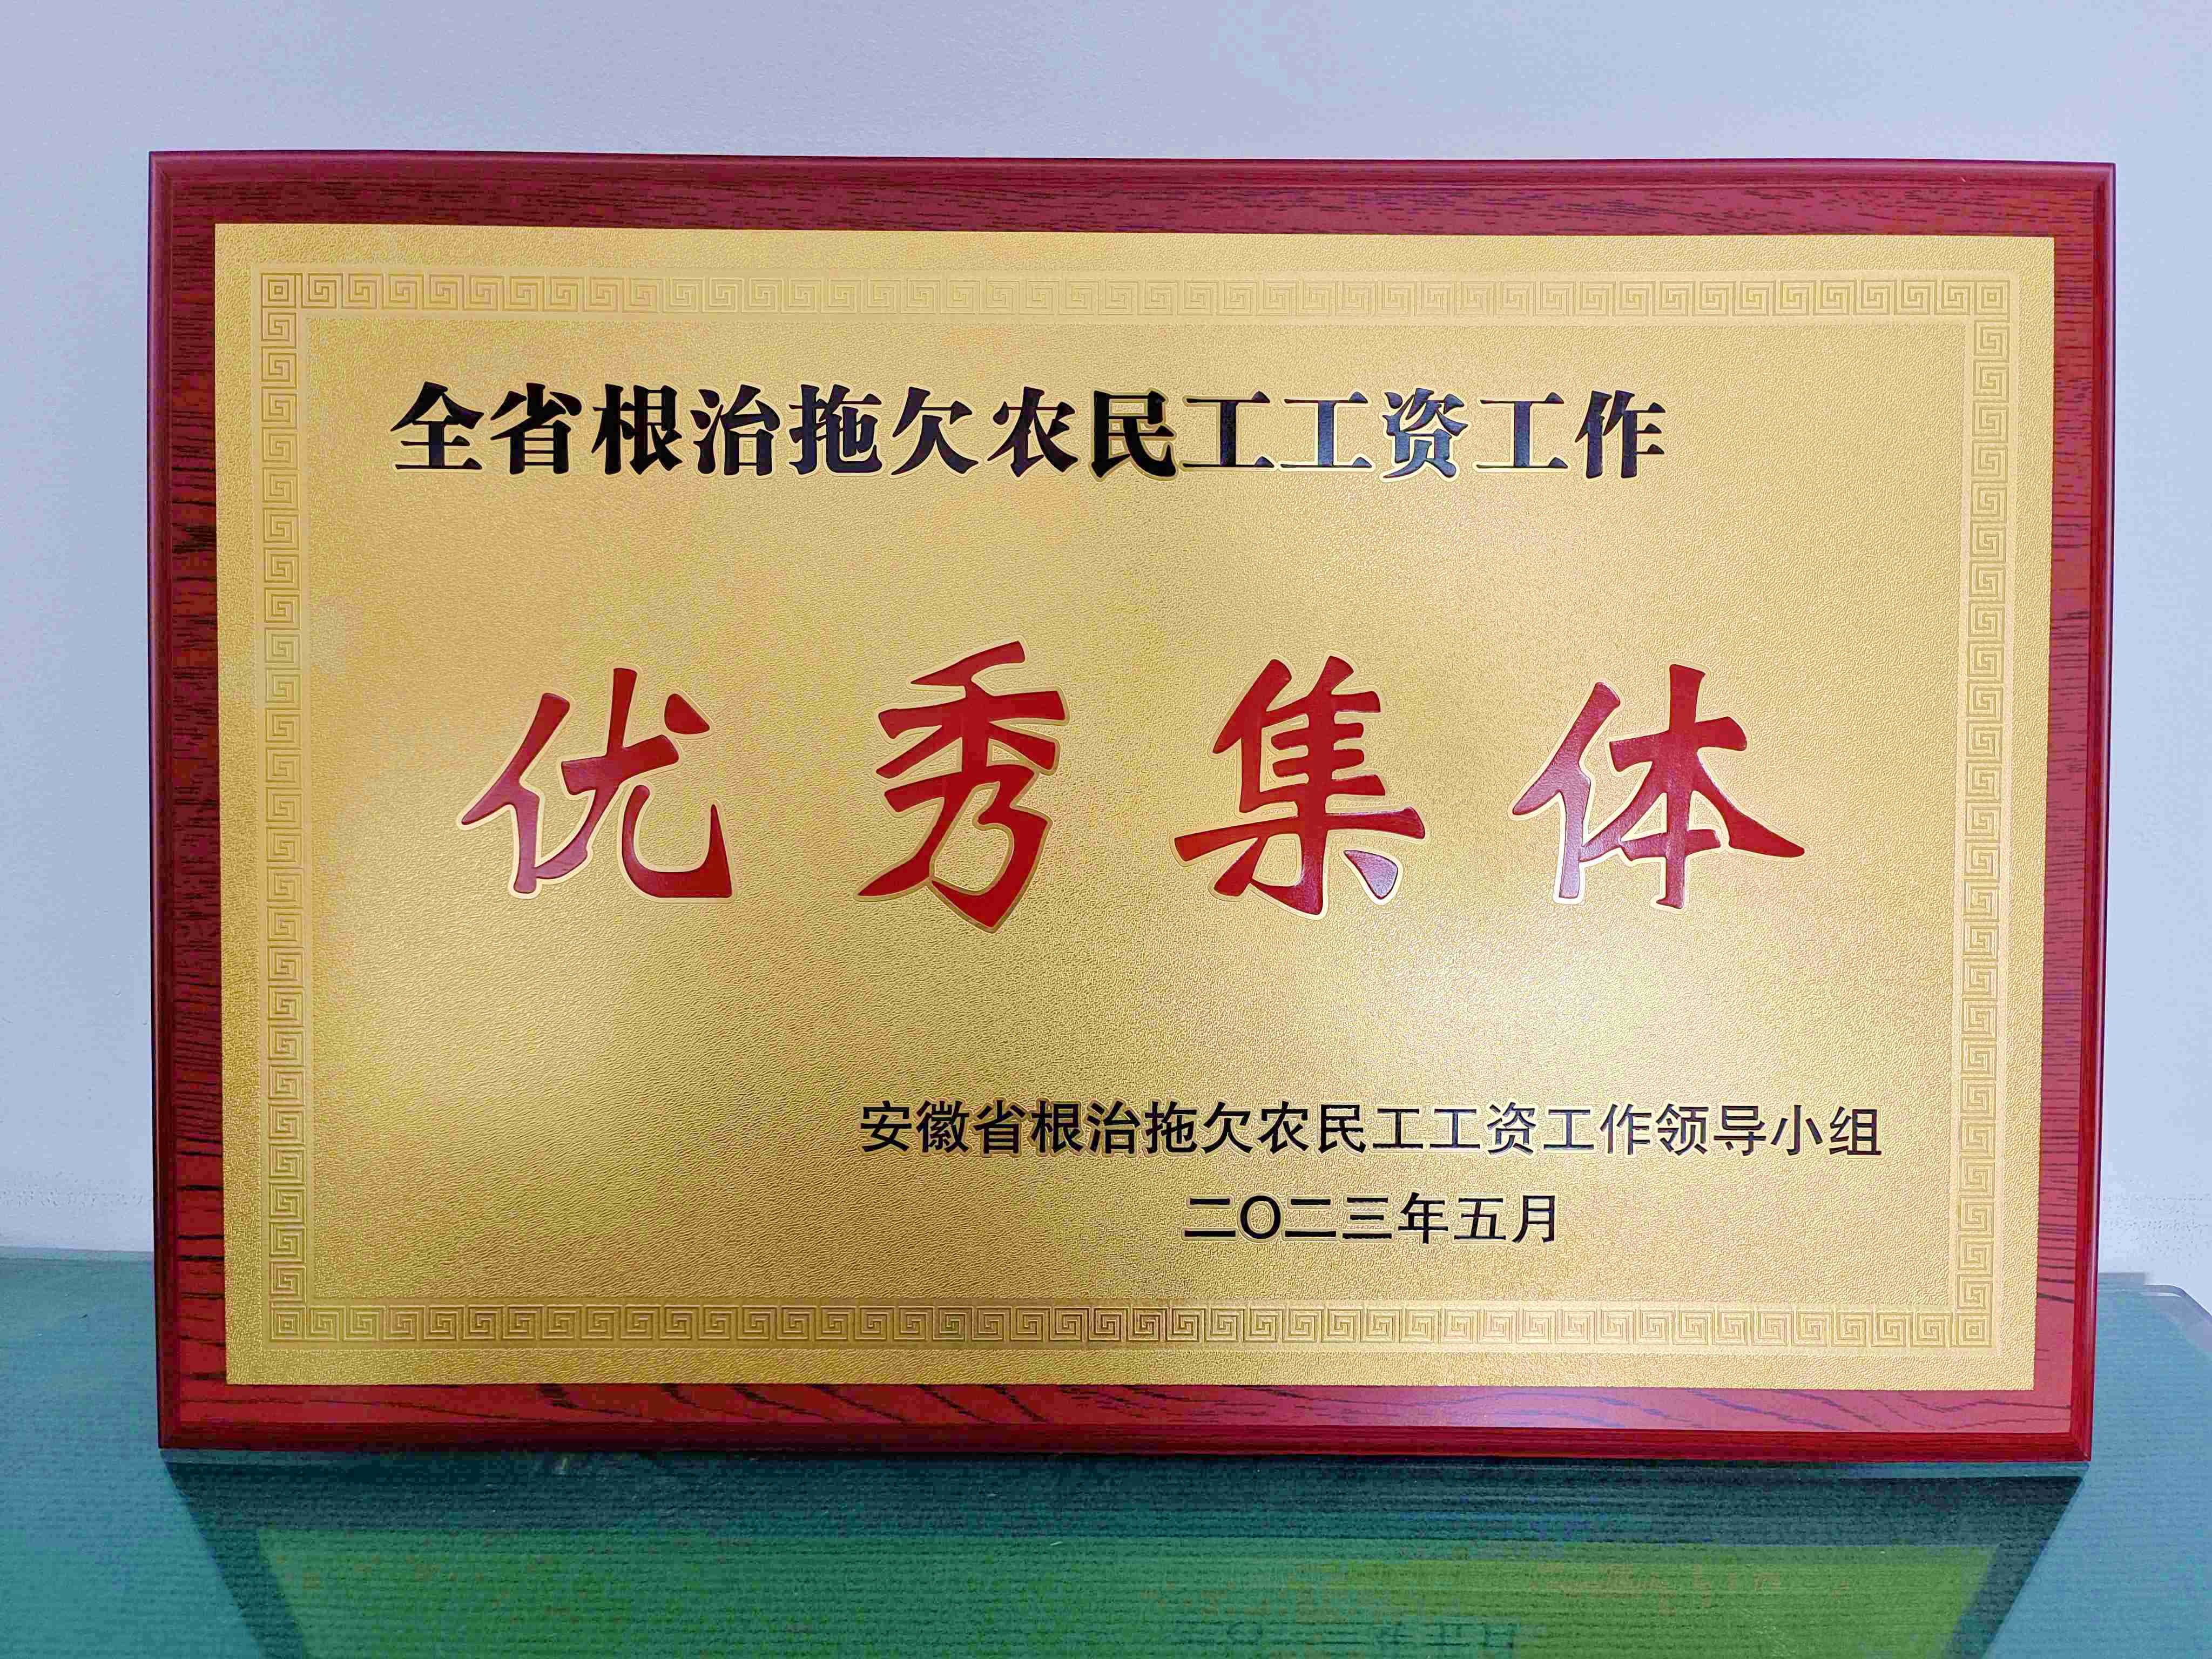 全省根治拖欠农民工工资工作
优秀集体
安徽省根治拖欠农民工工资工作领导小组
二〇二三年五月